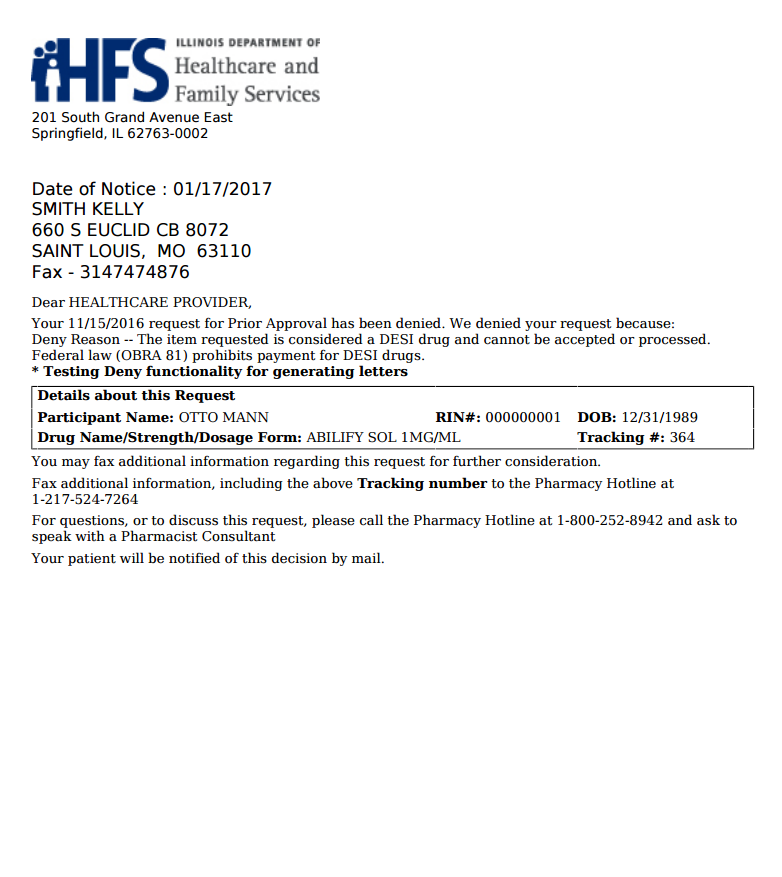 HFS ILLINOIS DEPARTMENT OF
Healthcare and
Family Services
201 South Grand Avenue East
Springfield, IL 62763-0002
Date of Notice : 01/17/2017
SMITH KELLY
660 S EUCLID CB 8072
SAINT LOUIS, MO 63110
Fax - 3147474876
Dear HEALTHCARE PROVIDER,
Your 11/15/2016 request for Prior Approval has been denied. We denied your request because:
Deny Reason -- The item requested is considered a DESI drug and cannot be accepted or processed.
Federal law (OBRA 81) prohibits payment for DESI drugs.
* Testing Deny functionality for generating letters
Details about this Request
Participant Name: OTTO MANN RIN#: 000000001 DOB: 12/31/1989
Drug Name/Strength/Dosage Form: ABILIFY SOL 1MG/ML Tracking #: 364
You may fax additional information regarding this request for further consideration.
Fax additional information, including the above Tracking number to the Pharmacy Hotline at
1-217-524-7264
For questions, or to discuss this request, please call the Pharmacy Hotline at 1-800-252-8942 and ask to
speak with a Pharmacist Consultant
Your patient will be notified of this decision by mail.